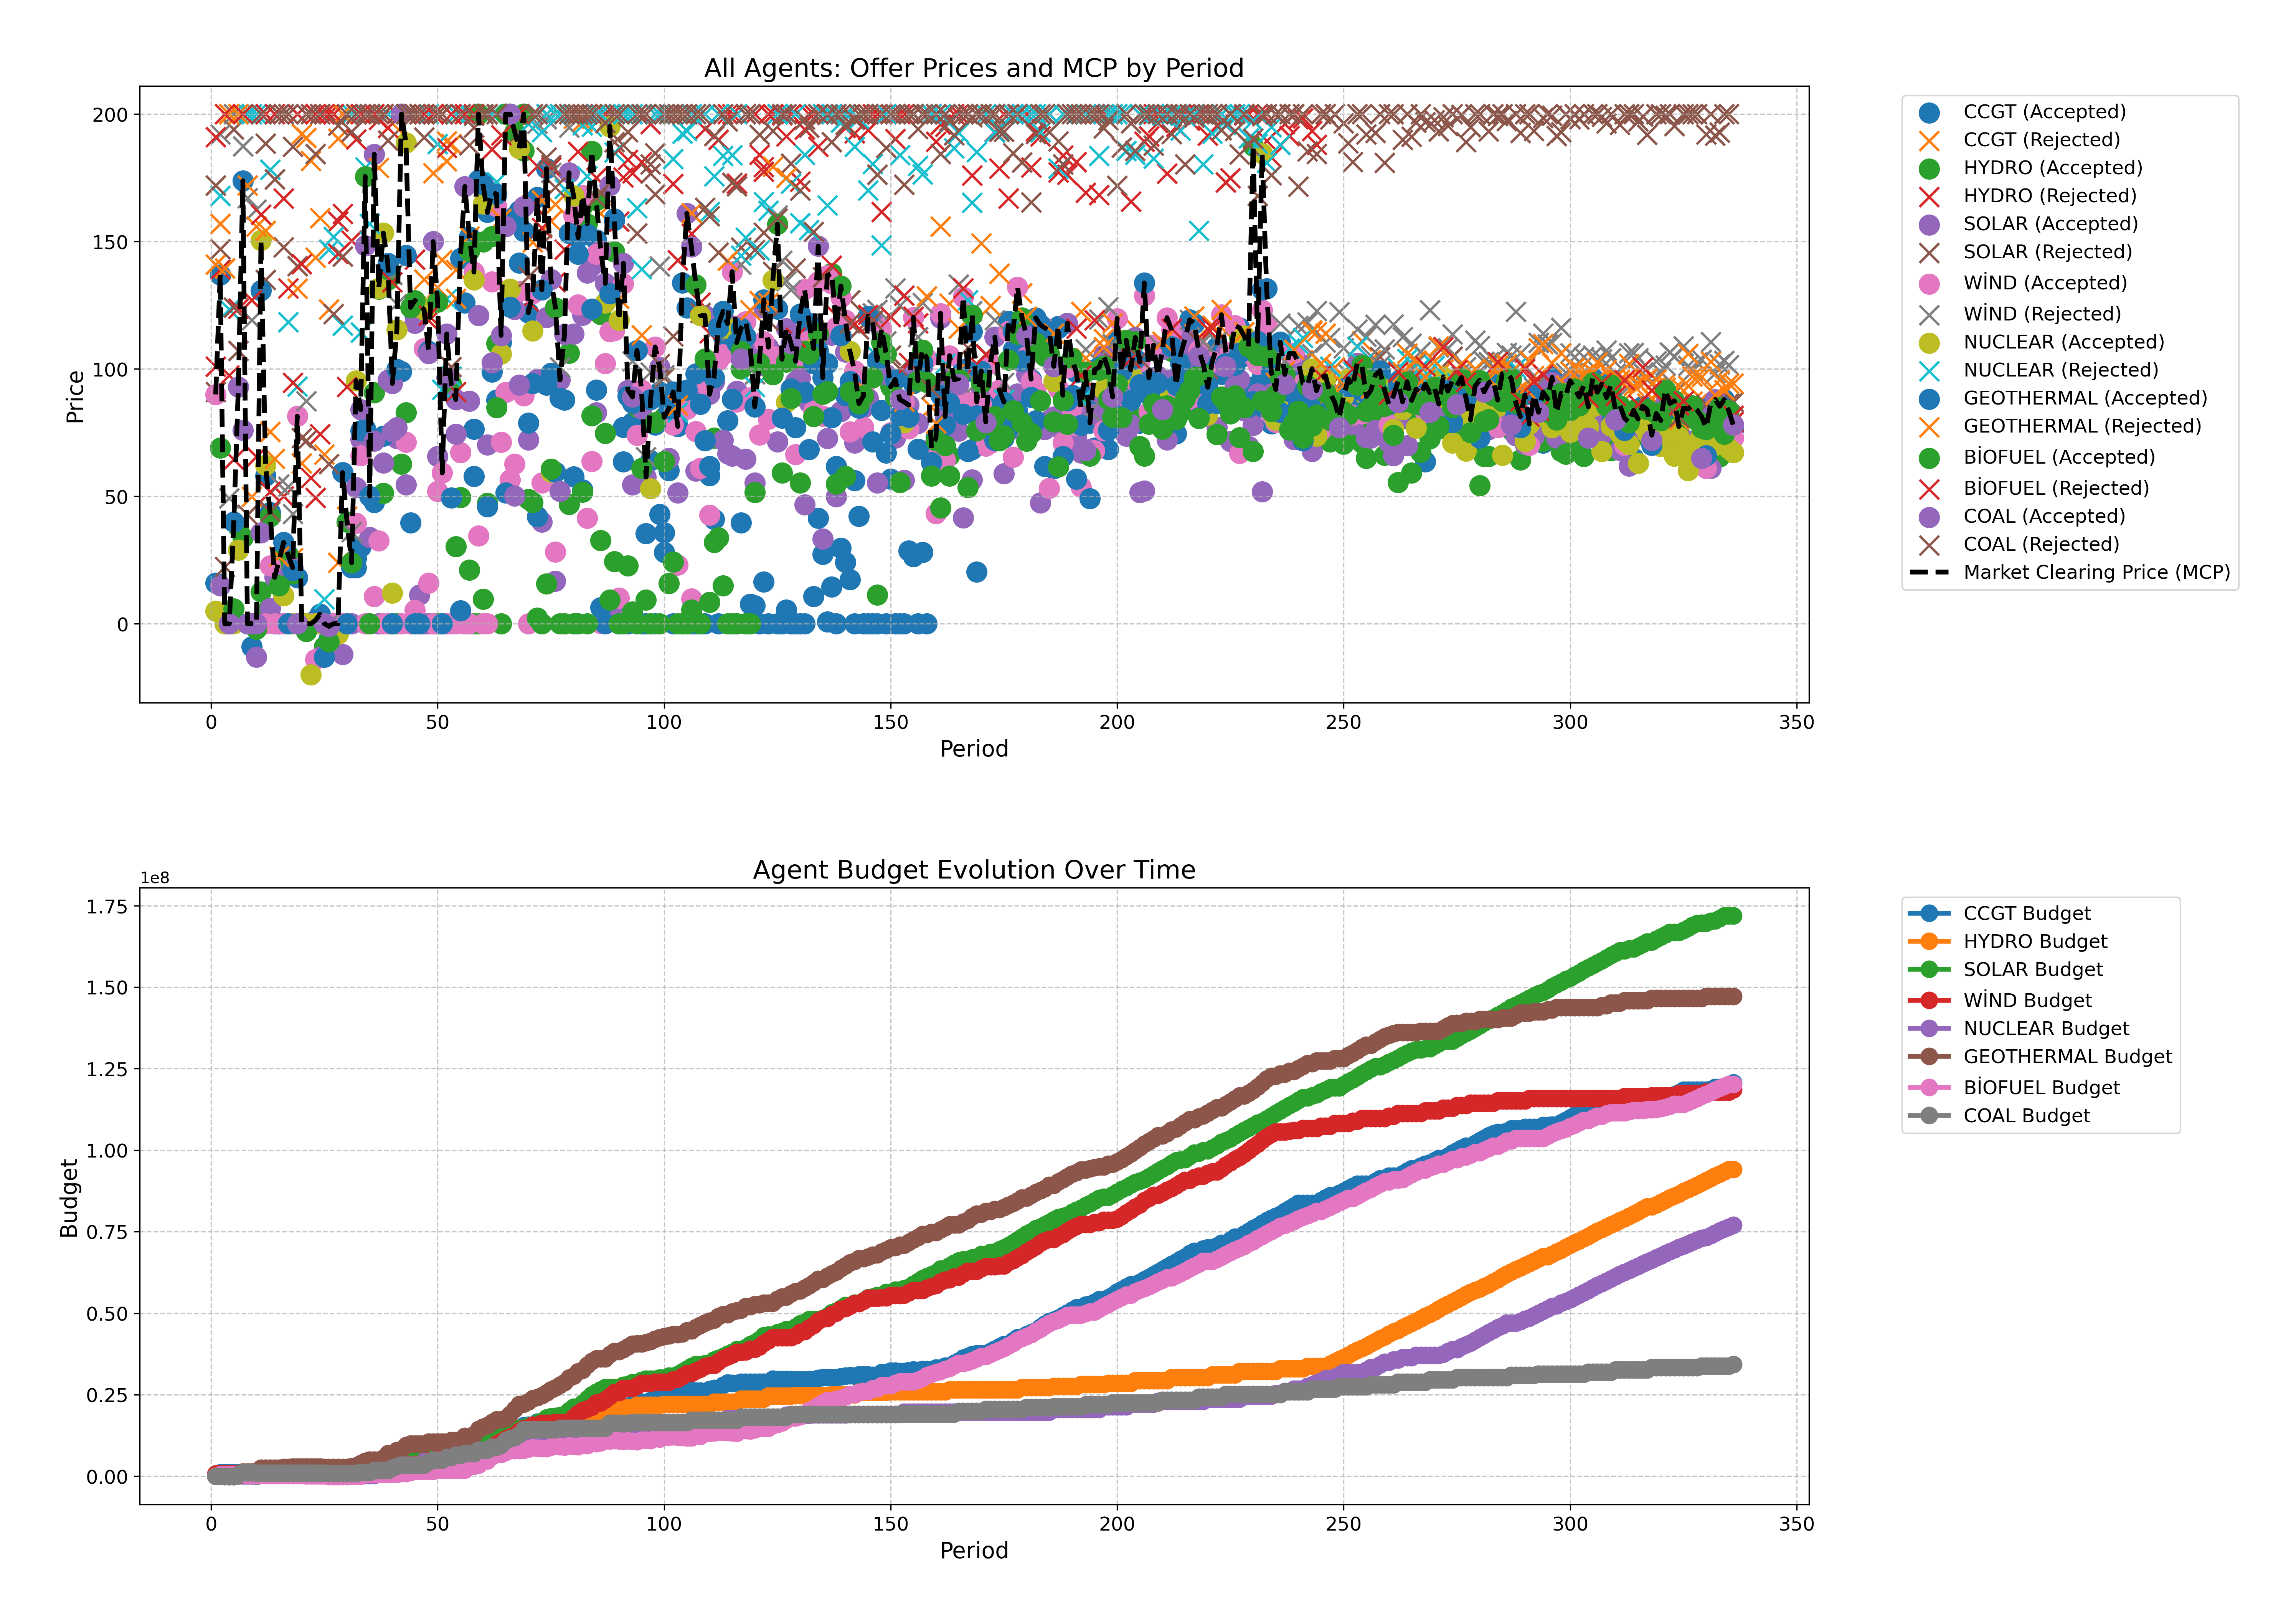 All Agents: Offer Prices and MCP by Period
Price
200
150
100
50
0
0
50
100
150
200
250
300
350
Period
CCGT (Accepted)
CCGT (Rejected)
HYDRO (Accepted)
HYDRO (Rejected)
SOLAR (Accepted)
SOLAR (Rejected)
WİND (Accepted)
WİND (Rejected)
NUCLEAR (Accepted)
NUCLEAR (Rejected)
GEOTHERMAL (Accepted)
GEOTHERMAL (Rejected)
BİOFUEL (Accepted)
BİOFUEL (Rejected)
COAL (Accepted)
COAL (Rejected)
Market Clearing Price (MCP)
Agent Budget Evolution Over Time
1e8
Budget
1.75
1.50
1.25
1.00
0.75
0.50
0.25
0.00
0
50
100
150
200
250
300
350
Period
CCGT Budget
HYDRO Budget
SOLAR Budget
WİND Budget
NUCLEAR Budget
GEOTHERMAL Budget
BİOFUEL Budget
COAL Budget